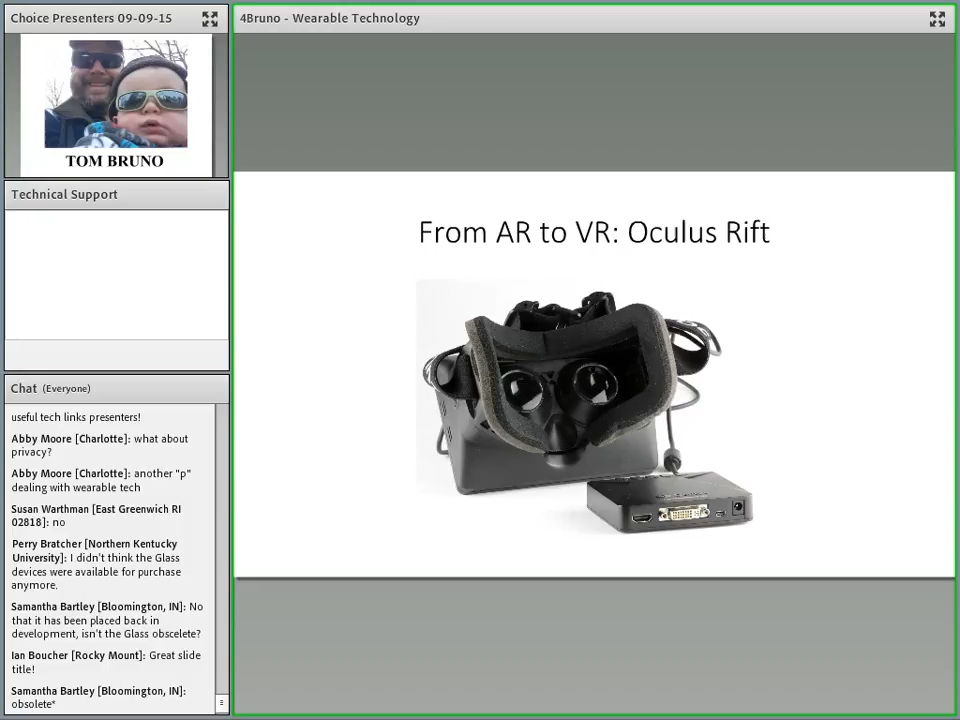 Choice Presenters 09-09-15
TOM BRUNO
Technical Support
Chat (Everyone)
useful tech links presenters!
Abby Moore [Charlotte]: what about
privacy?
Abby Moore [Charlotte]: another "p"
dealing with wearable tech
Susan Warthman [East Greenwich RI
02818]: no
Perry Bratcher [Northern Kentucky
University]: I didn't think the Glass
devices were available for purchase
anymore.
Samantha Bartley [Bloomington, IN]: No
that it has been placed back in
development, isn't the Glass obscelete?
Ian Boucher [Rocky Mount]: Great slide
title!
Samantha Bartley [Bloomington, IN]:
obsolete*
4Bruno - Wearable Technology
From AR to VR: Oculus Rift